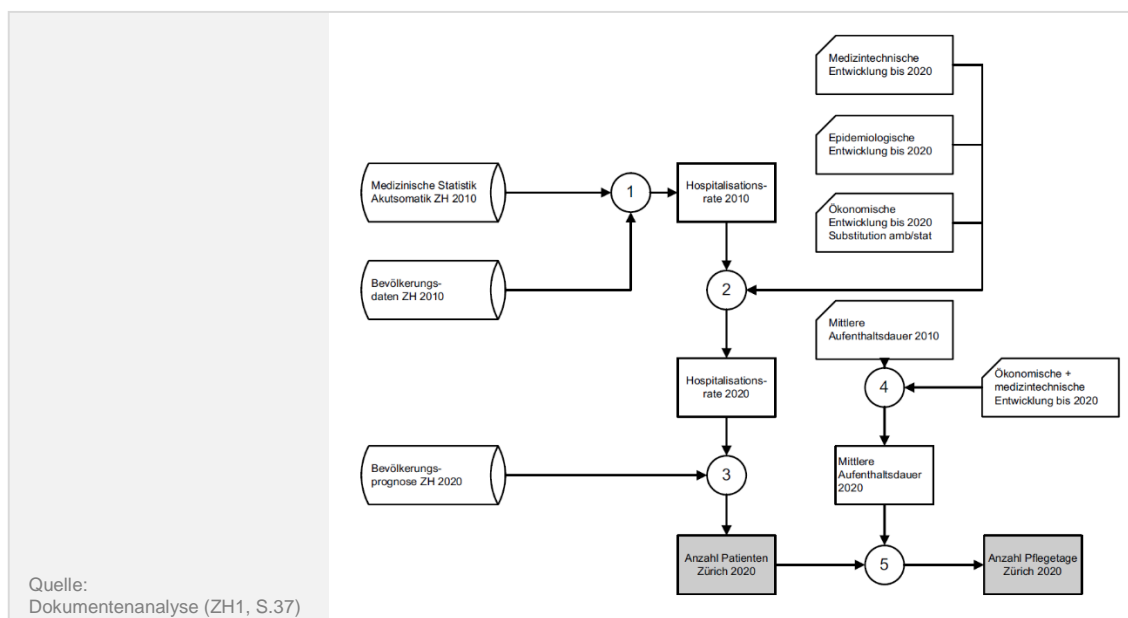 Medizintechnische
Entwicklung bis 2020
Epidemiologische
Entwicklung bis 2020
Medizinische Statistik
Akutsomatik ZH 2010
1
Hospitalisations-
rate 2010
Ökonomische
Entwicklung bis 2020
Substitution amb/stat
Bevölkerungs-
daten ZH 2010
2
Mittlere
Aufenthaltsdauer 2010
Hospitalisations-
rate 2020
4
Ökonomische +
medizintechnische
Entwicklung bis 2020
Bevölkerungs-
prognose ZH 2020
3
Mittlere
Aufenthaltsdauer
2020
Anzahl Patienten
Zürich 2020
5
Anzahl Pflegetage
Zürich 2020
Quelle:
Dokumentenanalyse (ZH1, S.37)